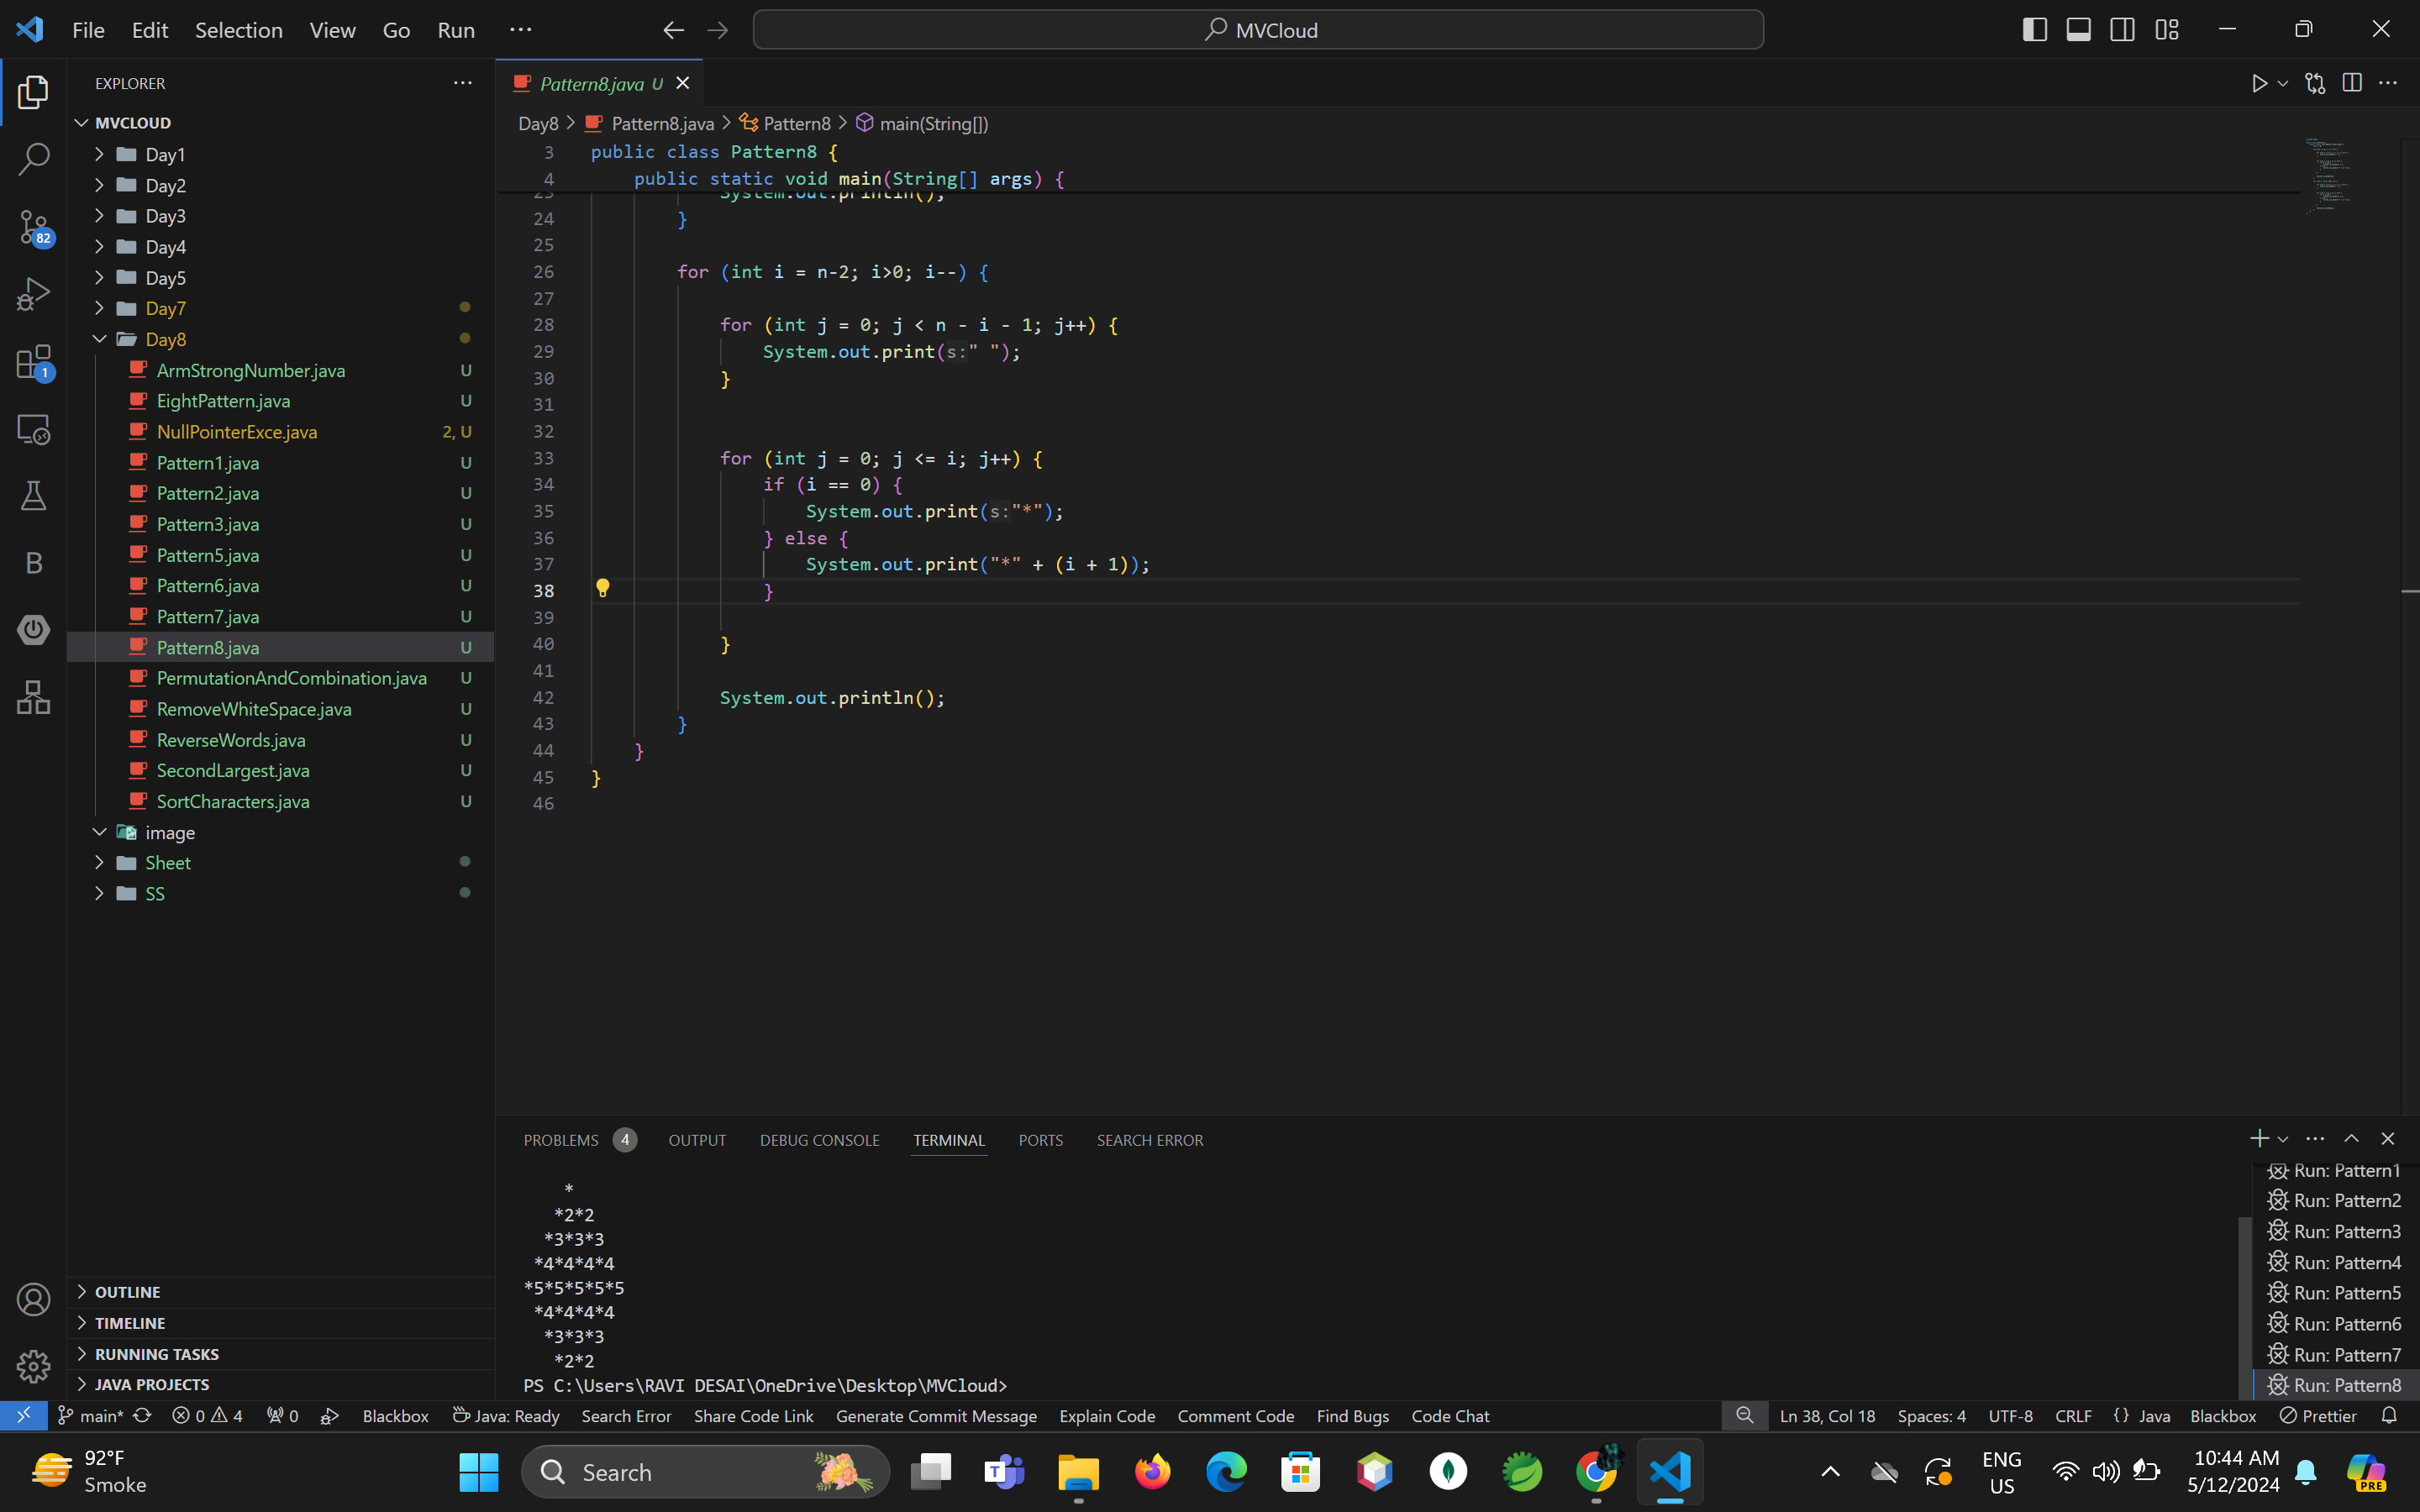 File Edit Selection View Go Run ··· MVCloud
EXPLORER
MVCLOUD
Day1
Day2
Day3
Day4
Day5
Day7
Day8
ArmStrongNumber.java U
EightPattern.java U
NullPointerExce.java 2, U
Pattern1.java U
Pattern2.java U
Pattern3.java U
Pattern5.java U
Pattern6.java U
Pattern7.java U
Pattern8.java U
PermutationAndCombination.java U
RemoveWhiteSpace.java U
ReverseWords.java U
SecondLargest.java U
SortCharacters.java U
image
Sheet
SS
OUTLINE
TIMELINE
RUNNING TASKS
JAVA PROJECTS
82
1
B
Pattern8.java U
Day8 > Pattern8.java > Pattern8 > main(String[])
3 public class Pattern8 {
4 public static void main(String[] args) {
23 System.out.println();
24 }
25
26 for (int i = n-2; i>0; i--) {
27
28 for (int j = 0; j < n - i - 1; j++) {
29 System.out.print(s:" ");
30 }
31
32
33 for (int j = 0; j <= i; j++) {
34 if (i == 0) {
35 System.out.print(s:"*");
36 } else {
37 System.out.print("*" + (i + 1));
38 }
39
40 }
41
42 System.out.println();
43 }
44 }
45 }
46
PROBLEMS 4 OUTPUT DEBUG CONSOLE TERMINAL PORTS SEARCH ERROR
*
*2*2
*3*3*3
*4*4*4*4
*5*5*5*5*5
*4*4*4*4
*3*3*3
*2*2
PS C:\Users\RAVI DESAI\OneDrive\Desktop\MVCloud>
Run: Pattern1
Run: Pattern2
Run: Pattern3
Run: Pattern4
Run: Pattern5
Run: Pattern6
Run: Pattern7
Run: Pattern8
main* 0 4 0 Blackbox Java: Ready Search Error Share Code Link Generate Commit Message Explain Code Comment Code Find Bugs Code Chat Ln 38, Col 18 Spaces: 4 UTF-8 CRLF {} Java Blackbox Prettier
92°F
Smoke
Search
T
ENG
US
10:44 AM
5/12/2024
PRE